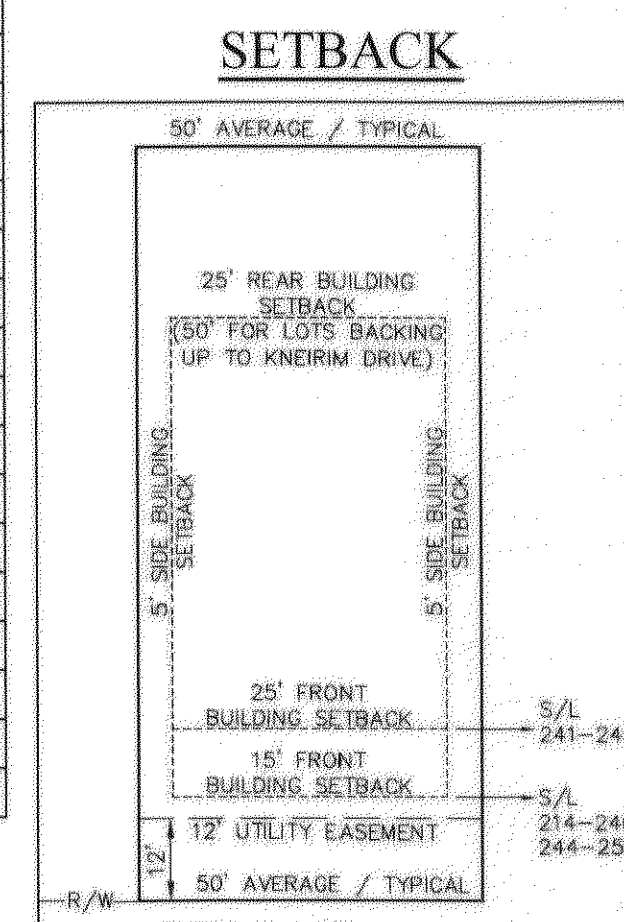 SETBACK
50' AVERAGE / TYPICAL
25' REAR BUILDING
SETBACK
(50' FOR LOTS BACKING
UP TO KNEIRIM DRIVE)
5' SIDE BUILDING
SETBACK
5' SIDE BUILDING
SETBACK
25' FRONT
BUILDING SETBACK
S/L
15' FRONT
BUILDING SETBACK
S/L
12' UTILITY EASEMENT
12'
50' AVERAGE / TYPICAL
R/W